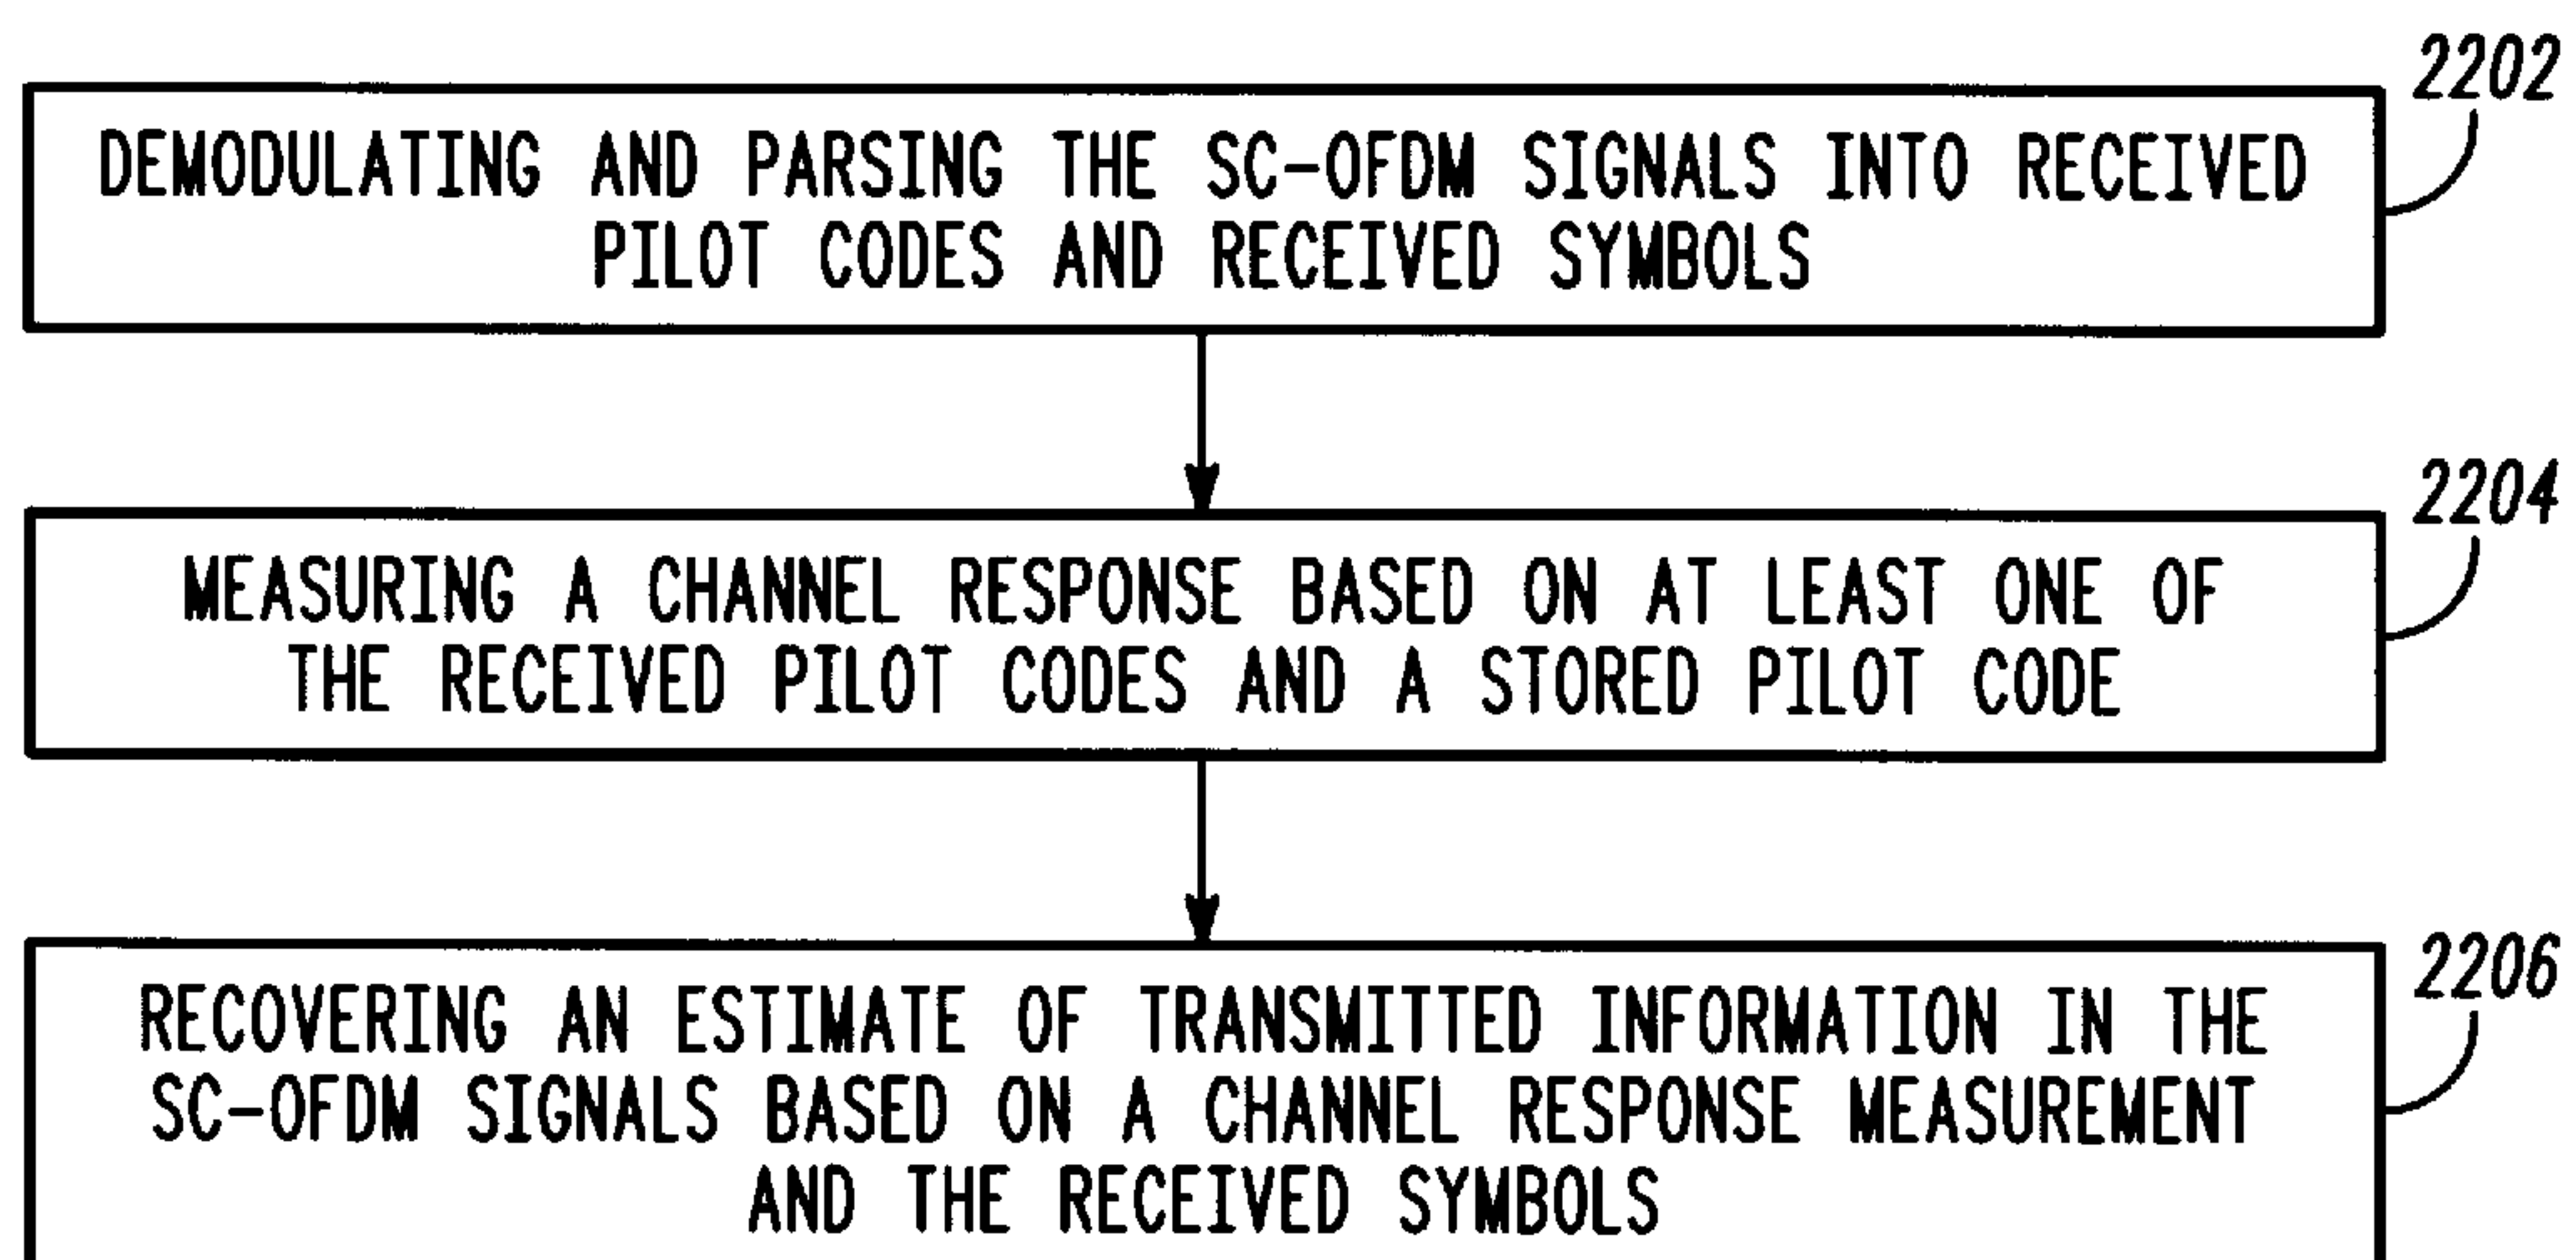 2202
DEMODULATING AND PARSING THE SC-OFDM SIGNALS INTO RECEIVED
PILOT CODES AND RECEIVED SYMBOLS
2204
MEASURING A CHANNEL RESPONSE BASED ON AT LEAST ONE OF
THE RECEIVED PILOT CODES AND A STORED PILOT CODE
2206
RECOVERING AN ESTIMATE OF TRANSMITTED INFORMATION IN THE
SC-OFDM SIGNALS BASED ON A CHANNEL RESPONSE MEASUREMENT
AND THE RECEIVED SYMBOLS